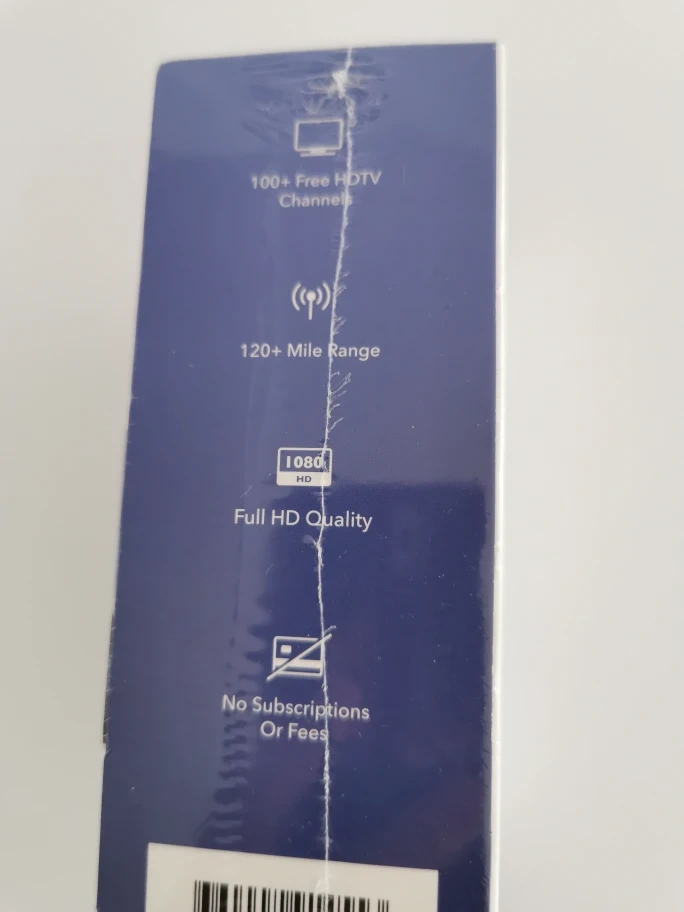 100+ Free HDTV
Channels
120+ Mile Range
1080
HD
Full HD Quality
No Subscriptions
Or Fees